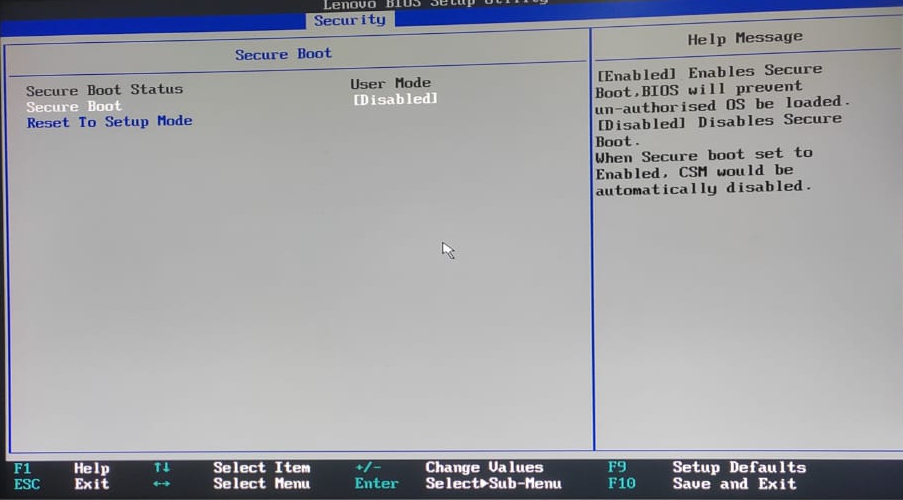 Lenovo BIOS Setup Utility
Security
Secure Boot
Help Message
Secure Boot Status User Mode
Secure Boot [Disabled]
Reset To Setup Mode
[Enabled] Enables Secure
Boot,BIOS will prevent
un-authorised OS be loaded.
[Disabled] Disables Secure
Boot.
When Secure boot set to
Enabled, CSM would be
automatically disabled.
F1 Help ↑↓ Select Item +/- Change Values F9 Setup Defaults
ESC Exit ←→ Select Menu Enter Select▶Sub-Menu F10 Save and Exit